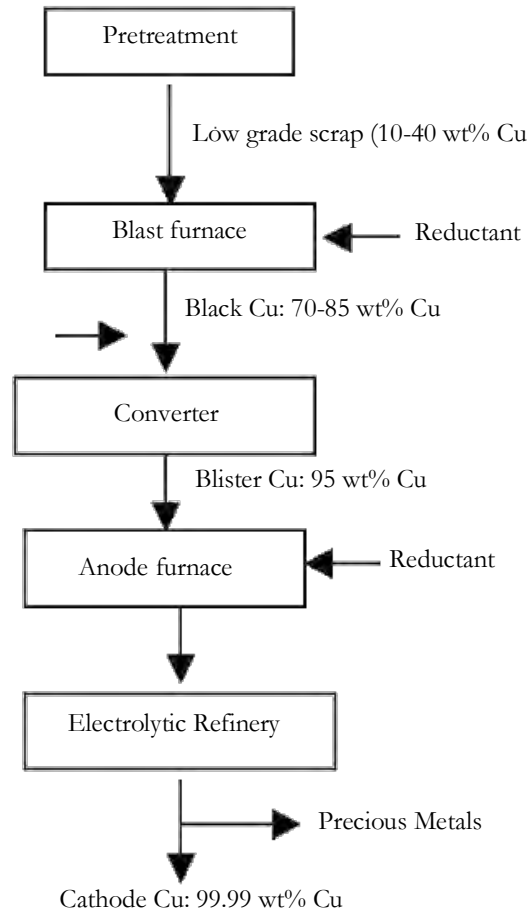 Pretreatment
Low grade scrap (10-40 wt% Cu
Blast furnace
Reductant
Black Cu: 70-85 wt% Cu
Converter
Blister Cu: 95 wt% Cu
Anode furnace
Reductant
Electrolytic Refinery
Precious Metals
Cathode Cu: 99.99 wt% Cu